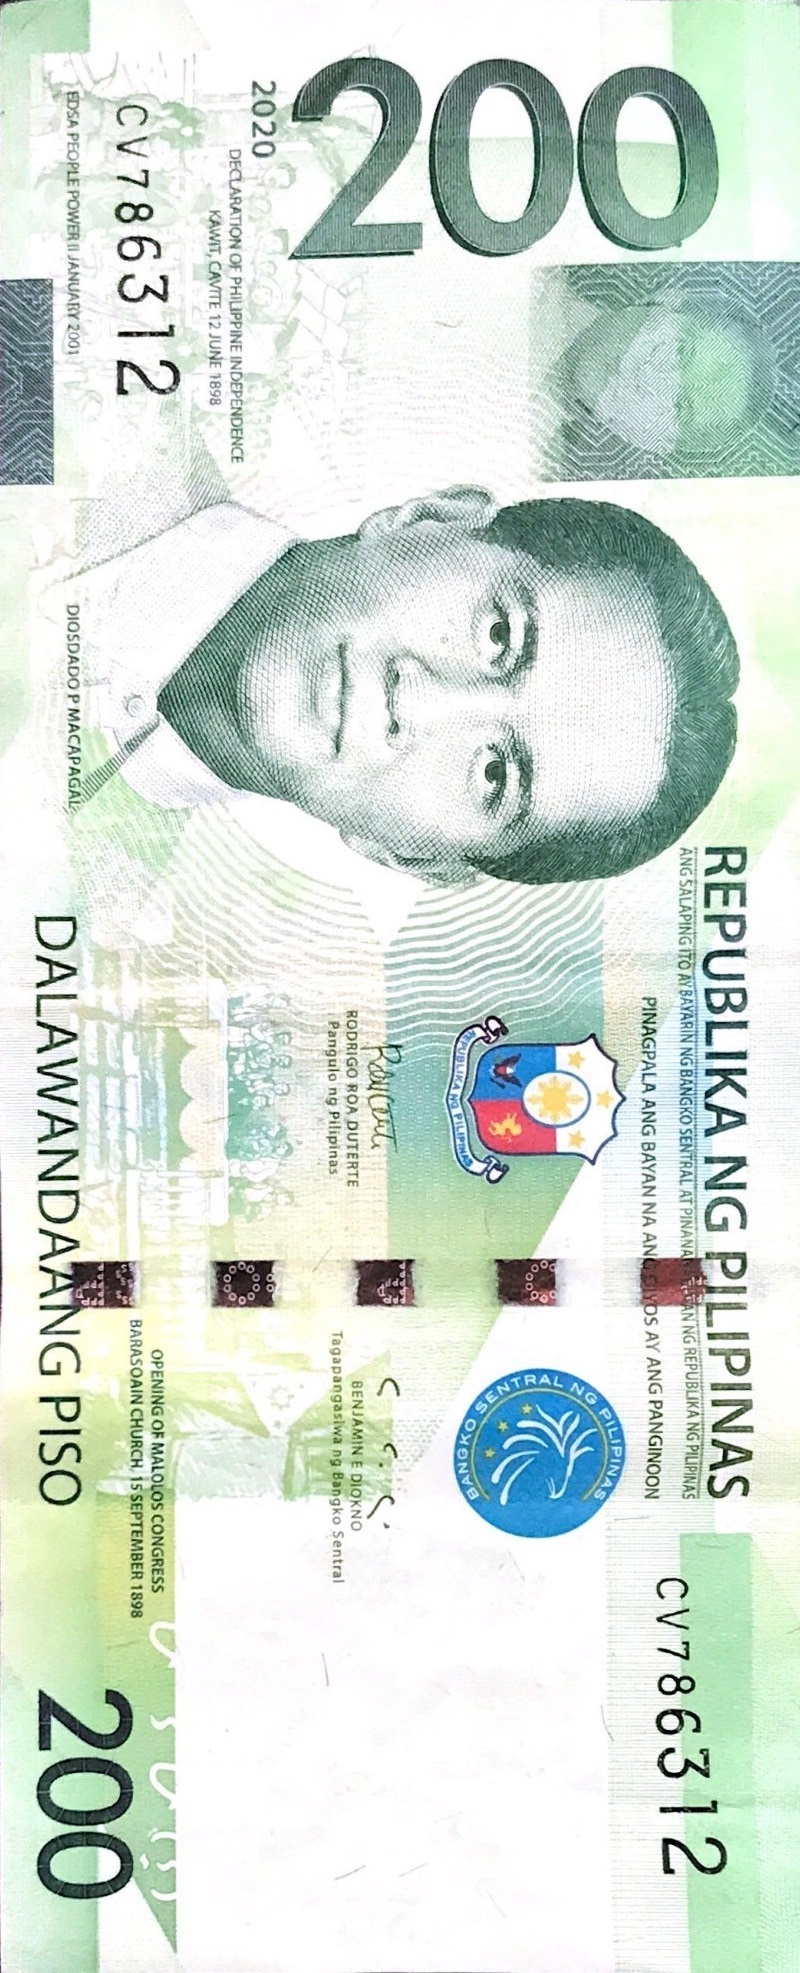 200
2020
DECLARATION OF PHILIPPINE INDEPENDENCE
KAWIT, CAVITE 12 JUNE 1898
CV786312
EDSA PEOPLE POWER II JANUARY 2001
DIOSDADO P MACAPAGAL
REPUBLIKA NG PILIPINAS
ANG SALAPING ITO AY BAYARIN NG BANGKO SENTRAL AT PINANA NG REPUBLIKA NG PILIPINAS
PINAGPALA ANG BAYAN NA ANG DIYOS AY ANG PANGINOON
REPUBLIKA NG PILIPINAS
RODRIGO ROA DUTERTE
Pangulo ng Pilipinas
BANGKO SENTRAL NG PILIPINAS
BENJAMIN E DIOKNO
Tagapangasiwa ng Bangko Sentral
OPENING OF MALOLOS CONGRESS
BARASOAIN CHURCH, 15 SEPTEMBER 1898
DALAWANDAANG PISO
CV786312
200